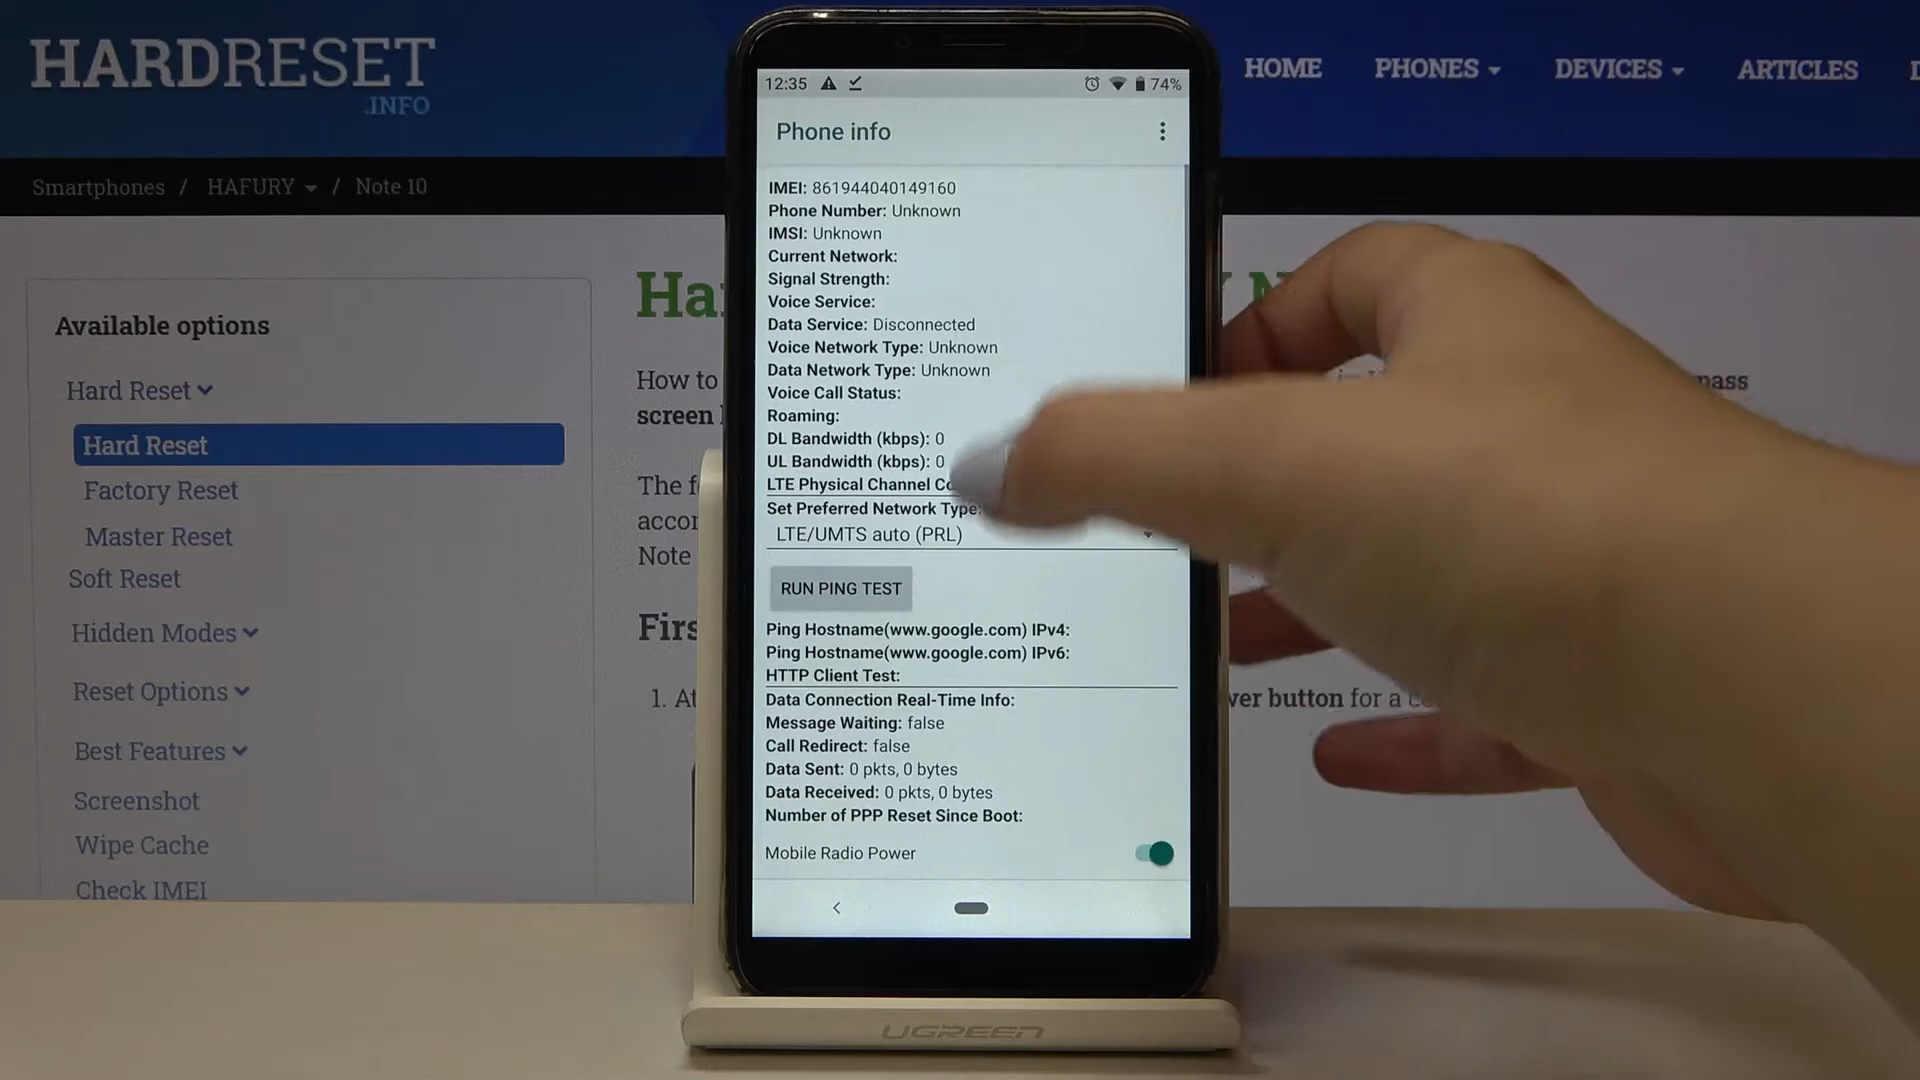 HARDRESET
.INFO
HOME
PHONES
DEVICES
ARTICLES
Smartphones / HAFURY / Note 10
Available options
Hard Reset
Hard Reset
Factory Reset
Master Reset
Soft Reset
Hidden Modes
Reset Options
Best Features
Screenshot
Wipe Cache
Check IMEI
How to
screen
The
Note
1.
button for a
12:35
74%
Phone info
IMEI: 861944040149160
Phone Number: Unknown
IMSI: Unknown
Current Network:
Signal Strength:
Voice Service:
Data Service: Disconnected
Voice Network Type: Unknown
Data Network Type: Unknown
Voice Call Status:
Roaming:
DL Bandwidth (kbps): 0
UL Bandwidth (kbps): 0
LTE Physical Channel
Set Preferred Network Type:
LTE/UMTS auto (PRL)
RUN PING TEST
Ping Hostname(www.google.com) IPv4:
Ping Hostname(www.google.com) IPv6:
HTTP Client Test:
Data Connection Real-Time Info:
Message Waiting: false
Call Redirect: false
Data Sent: 0 pkts, 0 bytes
Data Received: 0 pkts, 0 bytes
Number of PPP Reset Since Boot:
Mobile Radio Power
UGREEN